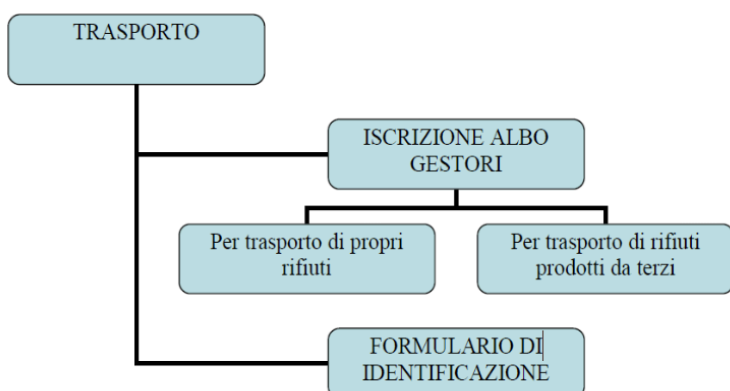 TRASPORTO
ISCRIZIONE ALBO
GESTORI
Per trasporto di propri
rifiuti
Per trasporto di rifiuti
prodotti da terzi
FORMULARIO DI
IDENTIFICAZIONE